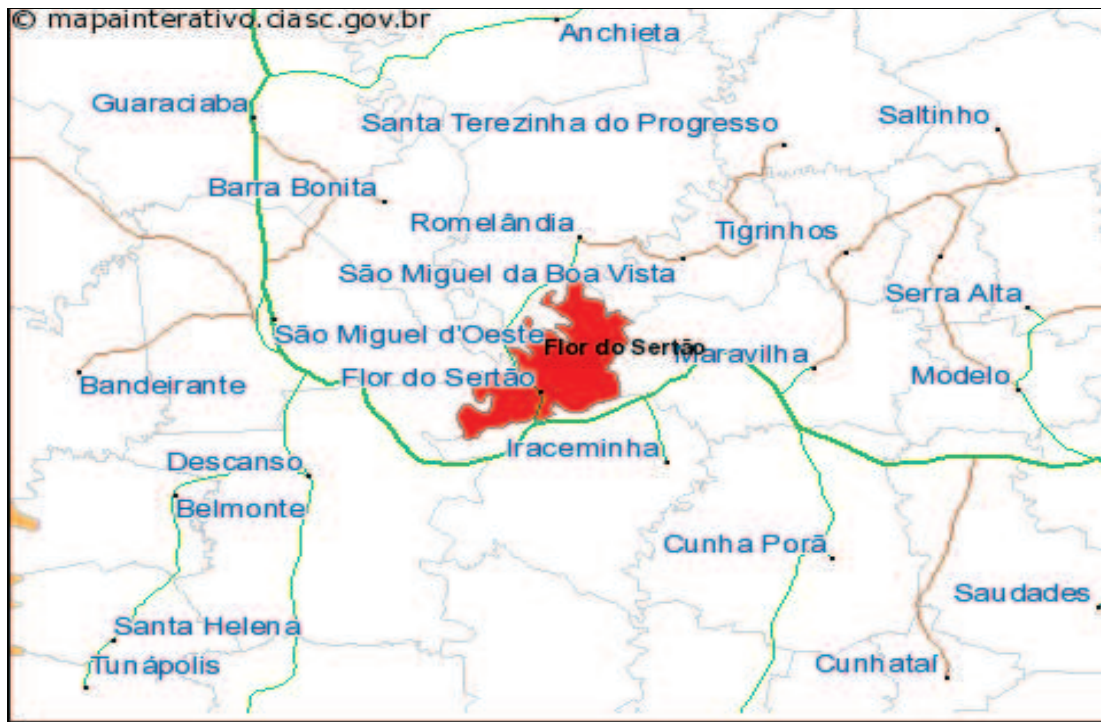 © mapainterativo.ciasc.gov.br
Anchieta
Guaraciaba
Santa Terezinha do Progresso
Saltinho
Barra Bonita
Romelândia
Tigrinhos
São Miguel da Boa Vista
Serra Alta
São Miguel d'Oeste
Flor do Sertão
Maravilha
Bandeirante
Flor do Sertão
Modelo
Iraceminha
Descanso
Belmonte
Cunha Porã
Saudades
Santa Helena
Tunápolis
Cunhataí